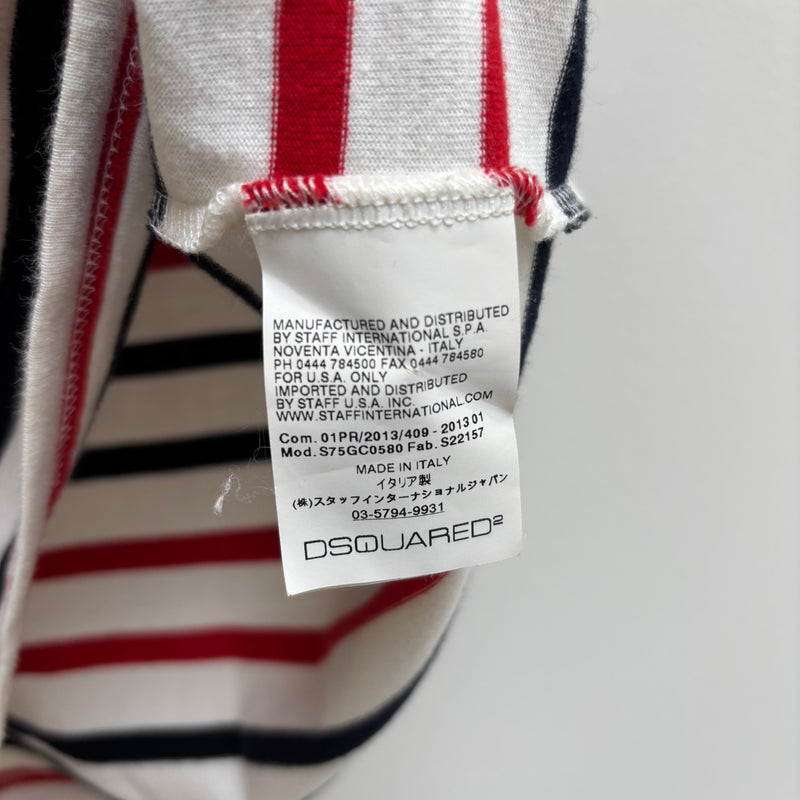 MANUFACTURED AND DISTRIBUTED
BY STAFF INTERNATIONAL S.P.A.
NOVENTA VICENTINA - ITALY
PH 0444 784500 FAX 0444 784580
FOR U.S.A. ONLY
IMPORTED AND DISTRIBUTED
BY STAFF U.S.A. INC.
WWW.STAFFINTERNATIONAL.COM
Com. 01PR/2013/409 - 2013 01
Mod. S75GC0580 Fab. S22157
MADE IN ITALY
イタリア製
(株)スタッフインターナショナルジャパン
03-5794-9931
DSQUARED²